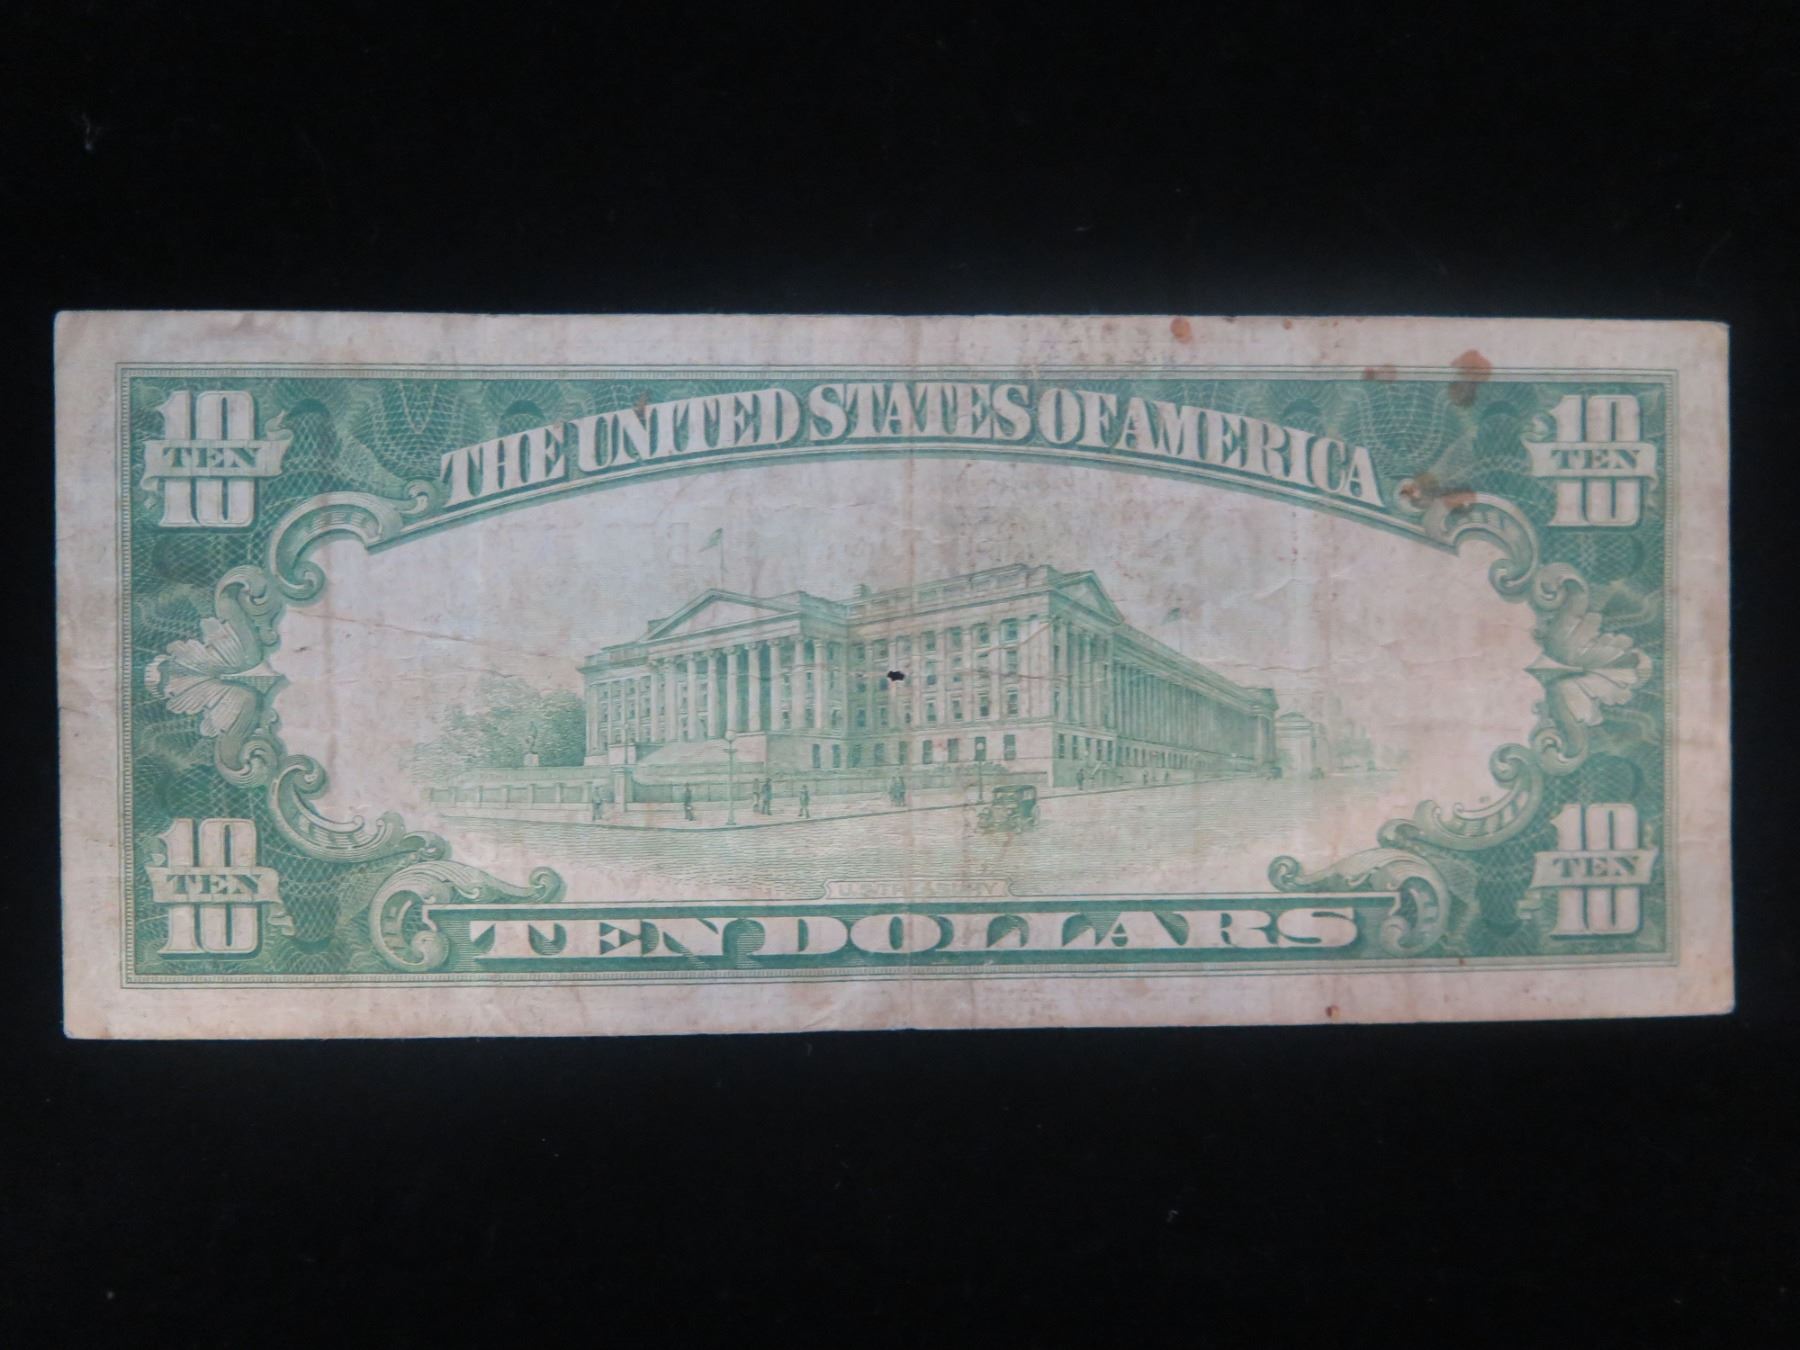 THE UNITED STATES OF AMERICA
10 TEN 10
10 TEN 10
10 TEN 10
10 TEN 10
U.S. TREASURY
TEN DOLLARS